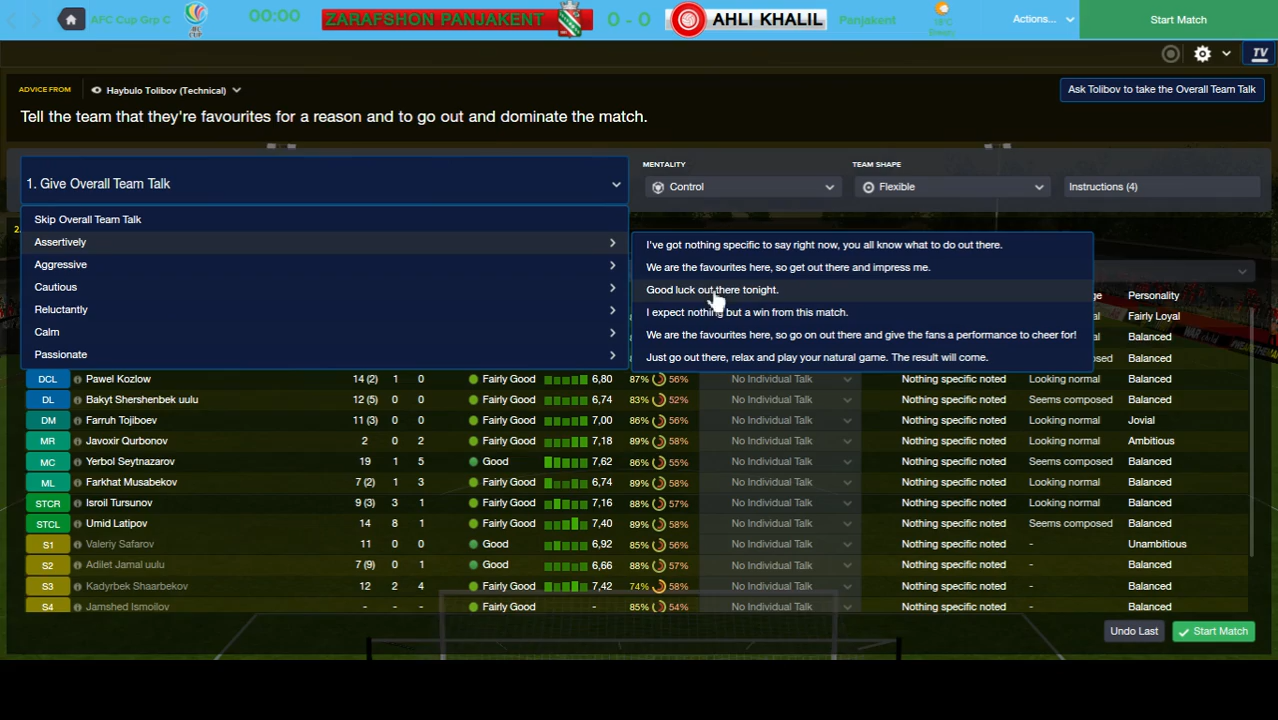 AFC Cup Grp C 00:00 ZARAFSHON PANJAKENT 0 - 0 AHLI KHALIL Panjakent 18°C Actions... Start Match
TV
ADVICE FROM Haybulo Tolibov (Technical) Ask Tolibov to take the Overall Team Talk
Tell the team that they're favourites for a reason and to go out and dominate the match.
MENTALITY TEAM SHAPE
1. Give Overall Team Talk Control Flexible Instructions (4)
Skip Overall Team Talk
2.
Assertively I've got nothing specific to say right now, you all know what to do out there.
Aggressive We are the favourites here, so get out there and impress me.
Cautious Good luck out there tonight. Personality
Reluctantly I expect nothing but a win from this match. Fairly Loyal
Calm We are the favourites here, so go on out there and give the fans a performance to cheer for! Balanced
Passionate Just go out there, relax and play your natural game. The result will come. Balanced
DCL Pawel Kozlow 14 (2) 1 0 Fairly Good 6,80 87% 56% No Individual Talk Nothing specific noted Looking normal Balanced
DL Bakyt Shershenbek uulu 12 (5) 0 0 Fairly Good 6,74 83% 52% No Individual Talk Nothing specific noted Seems composed Balanced
DM Farruh Tojiboev 11 (3) 0 0 Fairly Good 7,00 86% 56% No Individual Talk Nothing specific noted Looking normal Jovial
MR Javoxir Qurbonov 2 0 2 Fairly Good 7,18 89% 58% No Individual Talk Nothing specific noted Looking normal Ambitious
MC Yerbol Seytnazarov 19 1 5 Good 7,62 86% 55% No Individual Talk Nothing specific noted Seems composed Balanced
ML Farkhat Musabekov 7 (2) 1 3 Fairly Good 6,74 89% 58% No Individual Talk Nothing specific noted Looking normal Balanced
STCR Isroil Tursunov 9 (3) 3 1 Fairly Good 7,16 88% 57% No Individual Talk Nothing specific noted Looking normal Balanced
STCL Umid Latipov 14 8 1 Fairly Good 7,40 89% 58% No Individual Talk Nothing specific noted Seems composed Balanced
S1 Valeriy Safarov 11 0 0 Good 6,92 85% 56% No Individual Talk Nothing specific noted - Unambitious
S2 Adilet Jamal uulu 7 (9) 0 1 Good 6,66 88% 57% No Individual Talk Nothing specific noted - Balanced
S3 Kadyrbek Shaarbekov 12 2 4 Fairly Good 7,42 74% 58% No Individual Talk Nothing specific noted - Balanced
S4 Jamshed Ismoilov - - - Fairly Good - 85% 54% No Individual Talk Nothing specific noted - Balanced
Undo Last Start Match